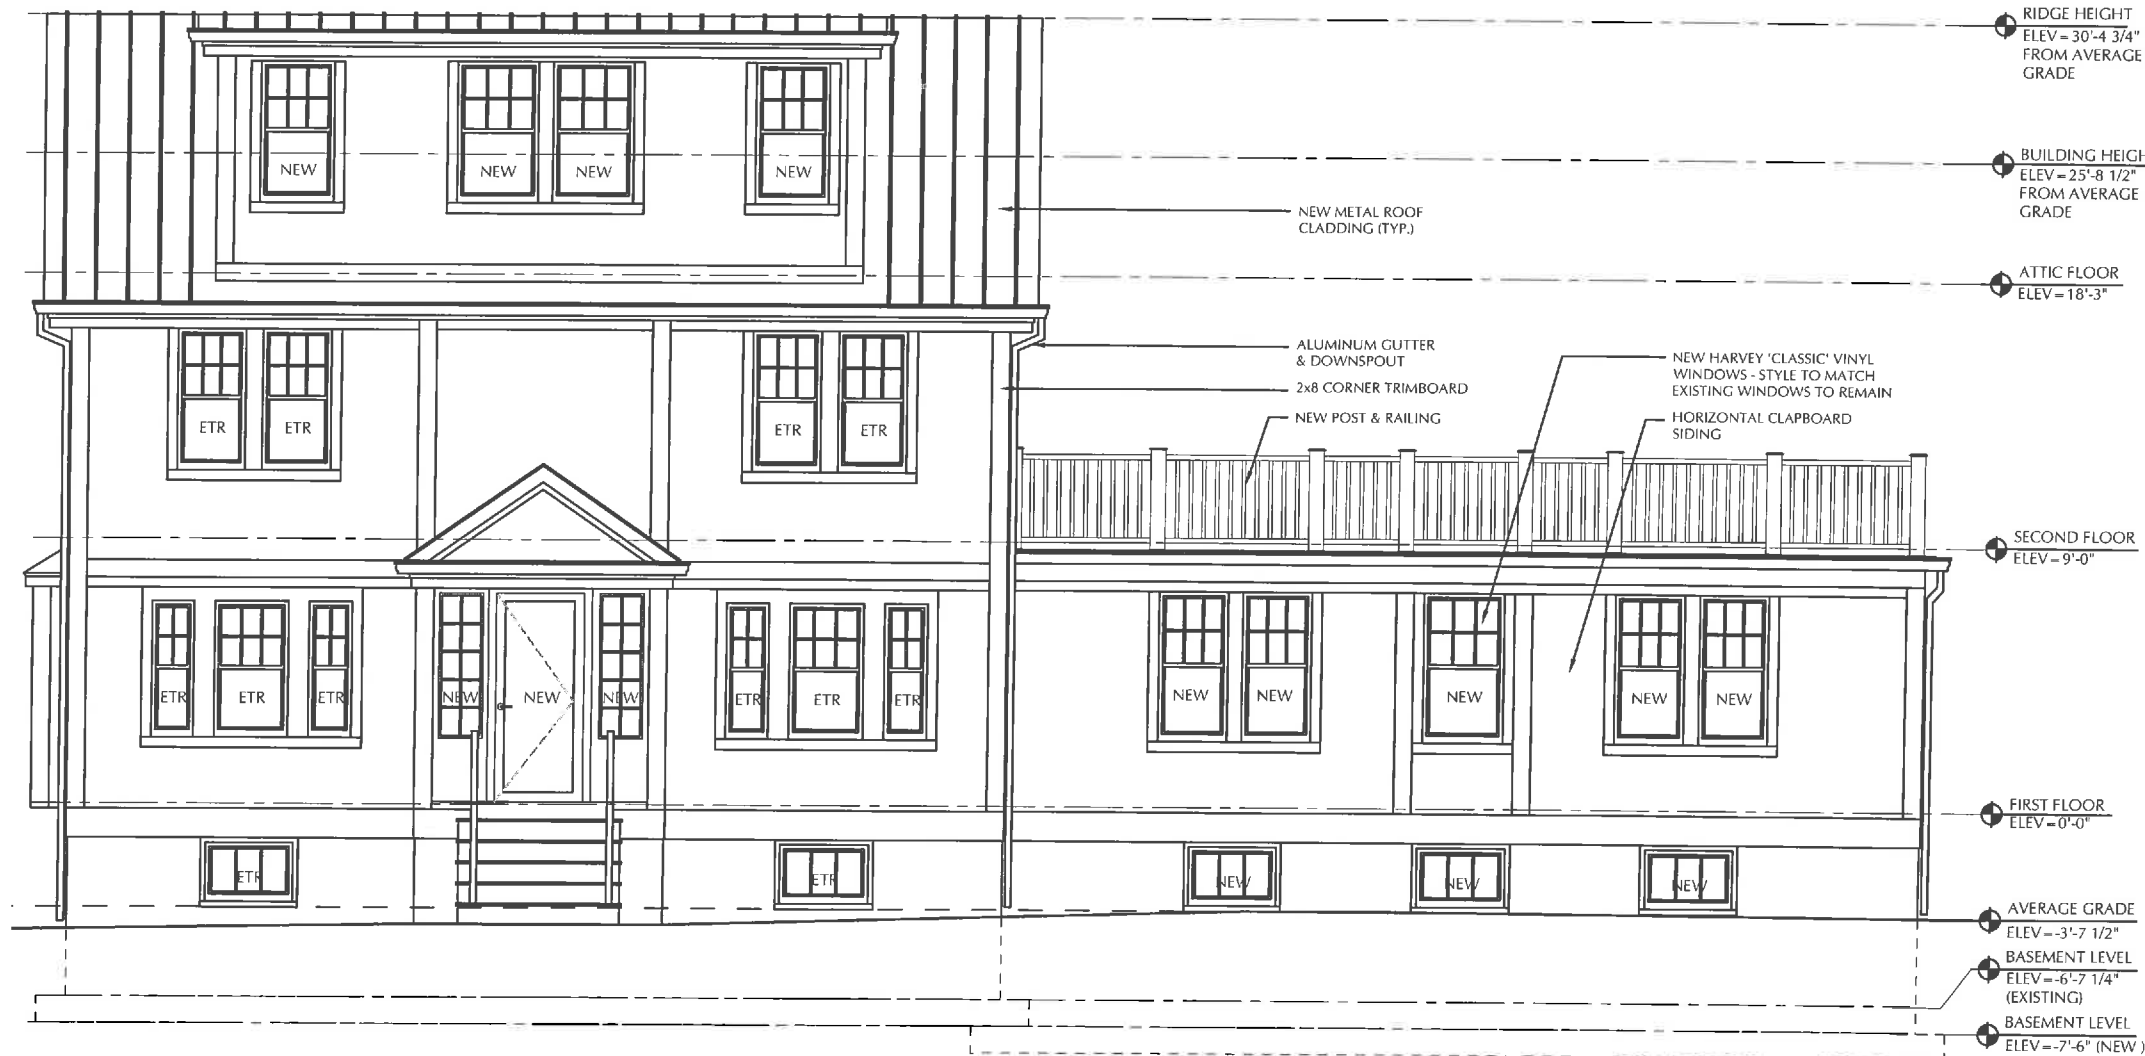 RIDGE HEIGHT
ELEV = 30'-4 3/4"
FROM AVERAGE
GRADE
BUILDING HEIGH
ELEV = 25'-8 1/2"
FROM AVERAGE
GRADE
NEW
NEW
NEW
NEW
NEW METAL ROOF
CLADDING (TYP.)
ATTIC FLOOR
ELEV = 18'-3"
ALUMINUM GUTTER
& DOWNSPOUT
2x8 CORNER TRIMBOARD
NEW POST & RAILING
NEW HARVEY 'CLASSIC' VINYL
WINDOWS - STYLE TO MATCH
EXISTING WINDOWS TO REMAIN
HORIZONTAL CLAPBOARD
SIDING
ETR
ETR
ETR
ETR
SECOND FLOOR
ELEV = 9'-0"
ETR
ETR
ETR
NEW
NEW
NEW
ETR
ETR
ETR
NEW
NEW
NEW
NEW
NEW
FIRST FLOOR
ELEV = 0'-0"
ETR
ETR
NEW
NEW
NEW
AVERAGE GRADE
ELEV = -3'-7 1/2"
BASEMENT LEVEL
ELEV = -6'-7 1/4"
(EXISTING)
BASEMENT LEVEL
ELEV = -7'-6" (NEW )